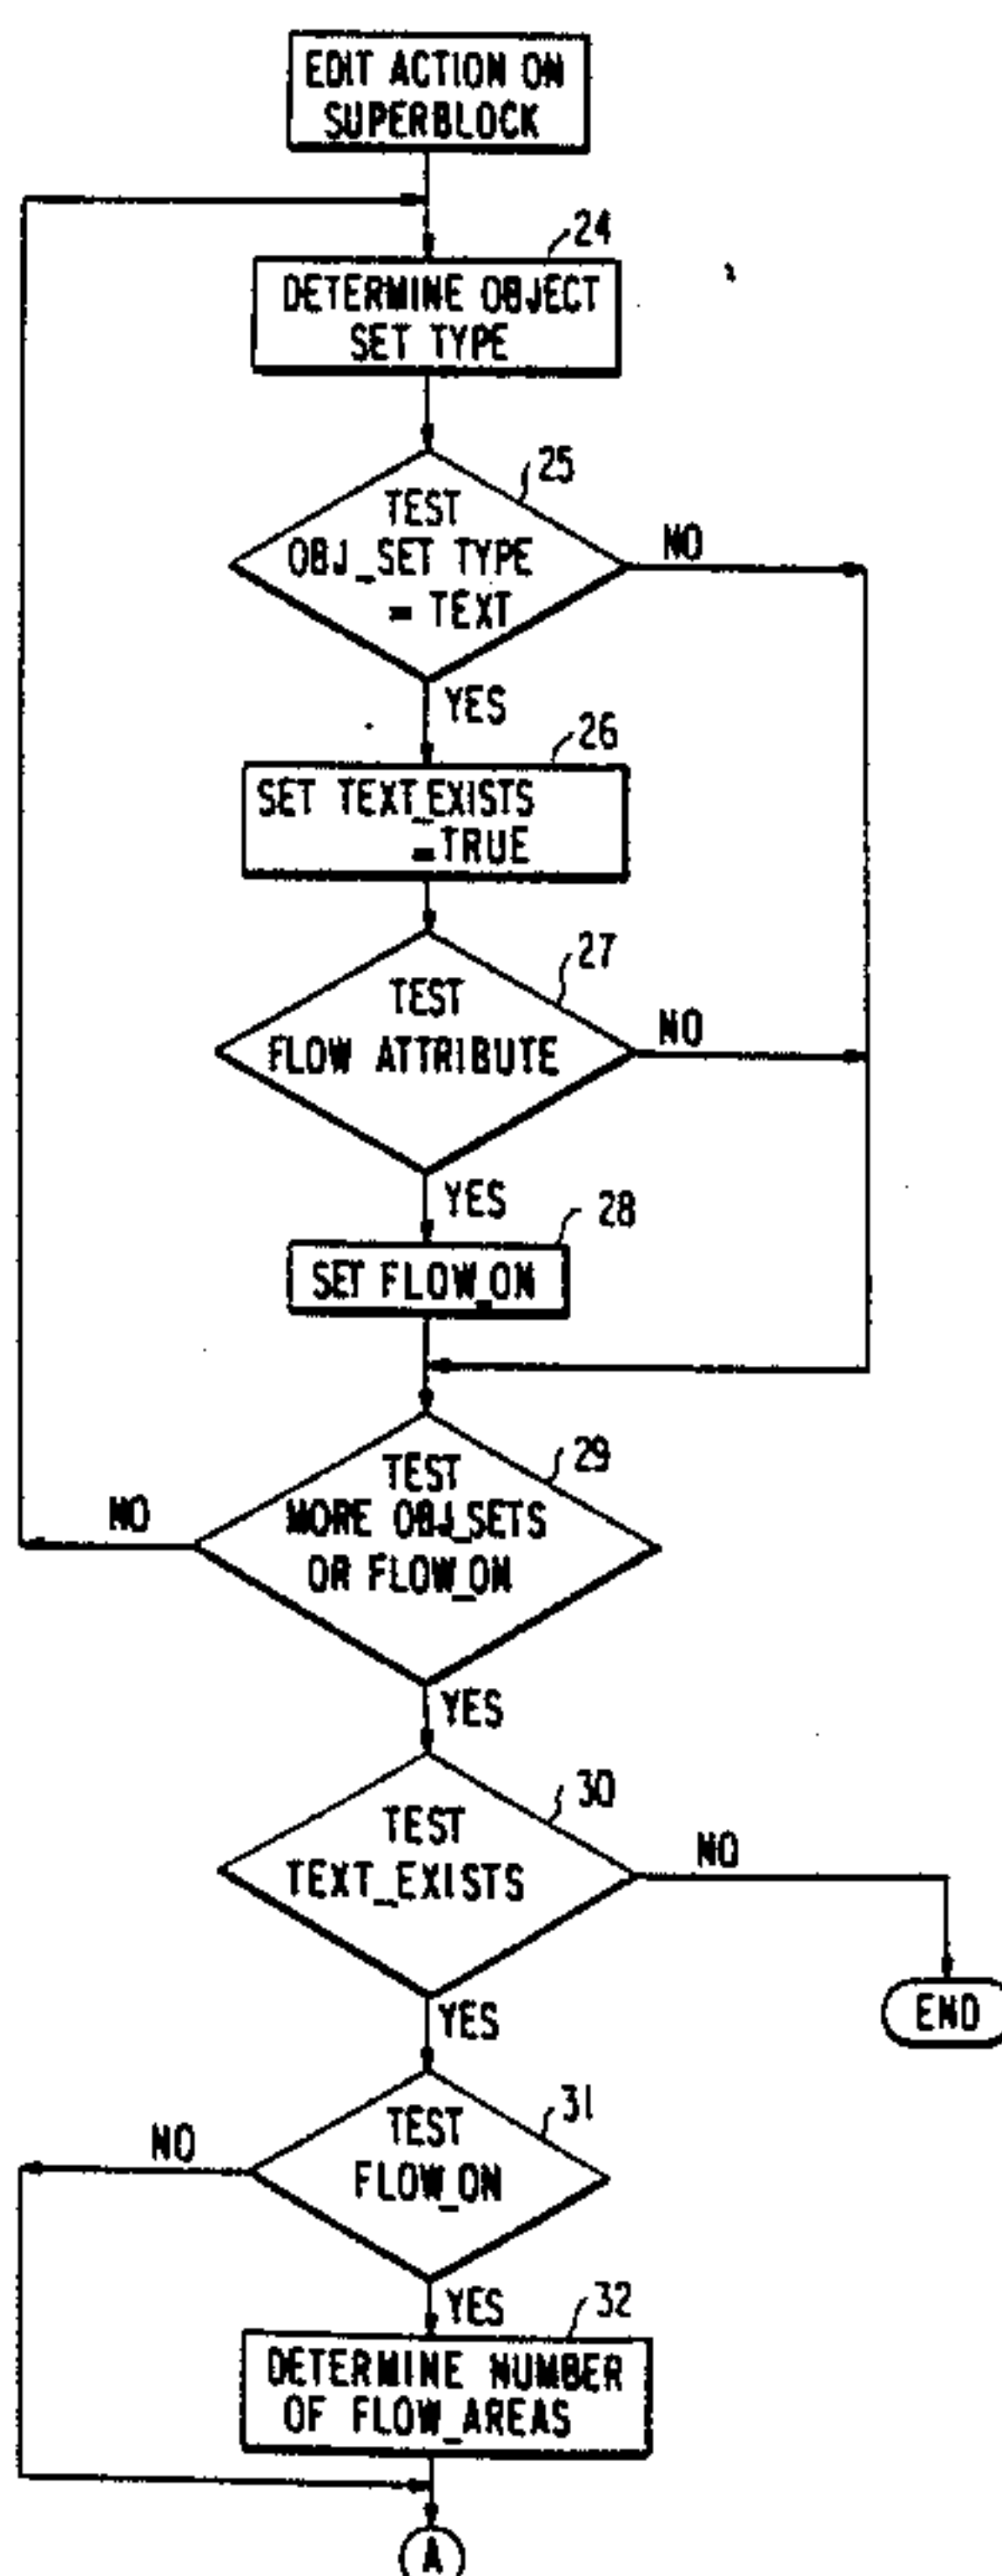 EDIT ACTION ON
SUPERBLOCK
24
DETERMINE OBJECT
SET TYPE
25
TEST
OBJ_SET TYPE
= TEXT
NO
YES
26
SET TEXT_EXISTS
=TRUE
27
TEST
FLOW ATTRIBUTE
NO
YES
28
SET FLOW_ON
29
TEST
MORE OBJ_SETS
OR FLOW_ON
NO
YES
30
TEST
TEXT_EXISTS
NO
END
YES
31
TEST
FLOW_ON
NO
YES
32
DETERMINE NUMBER
OF FLOW_AREAS
A